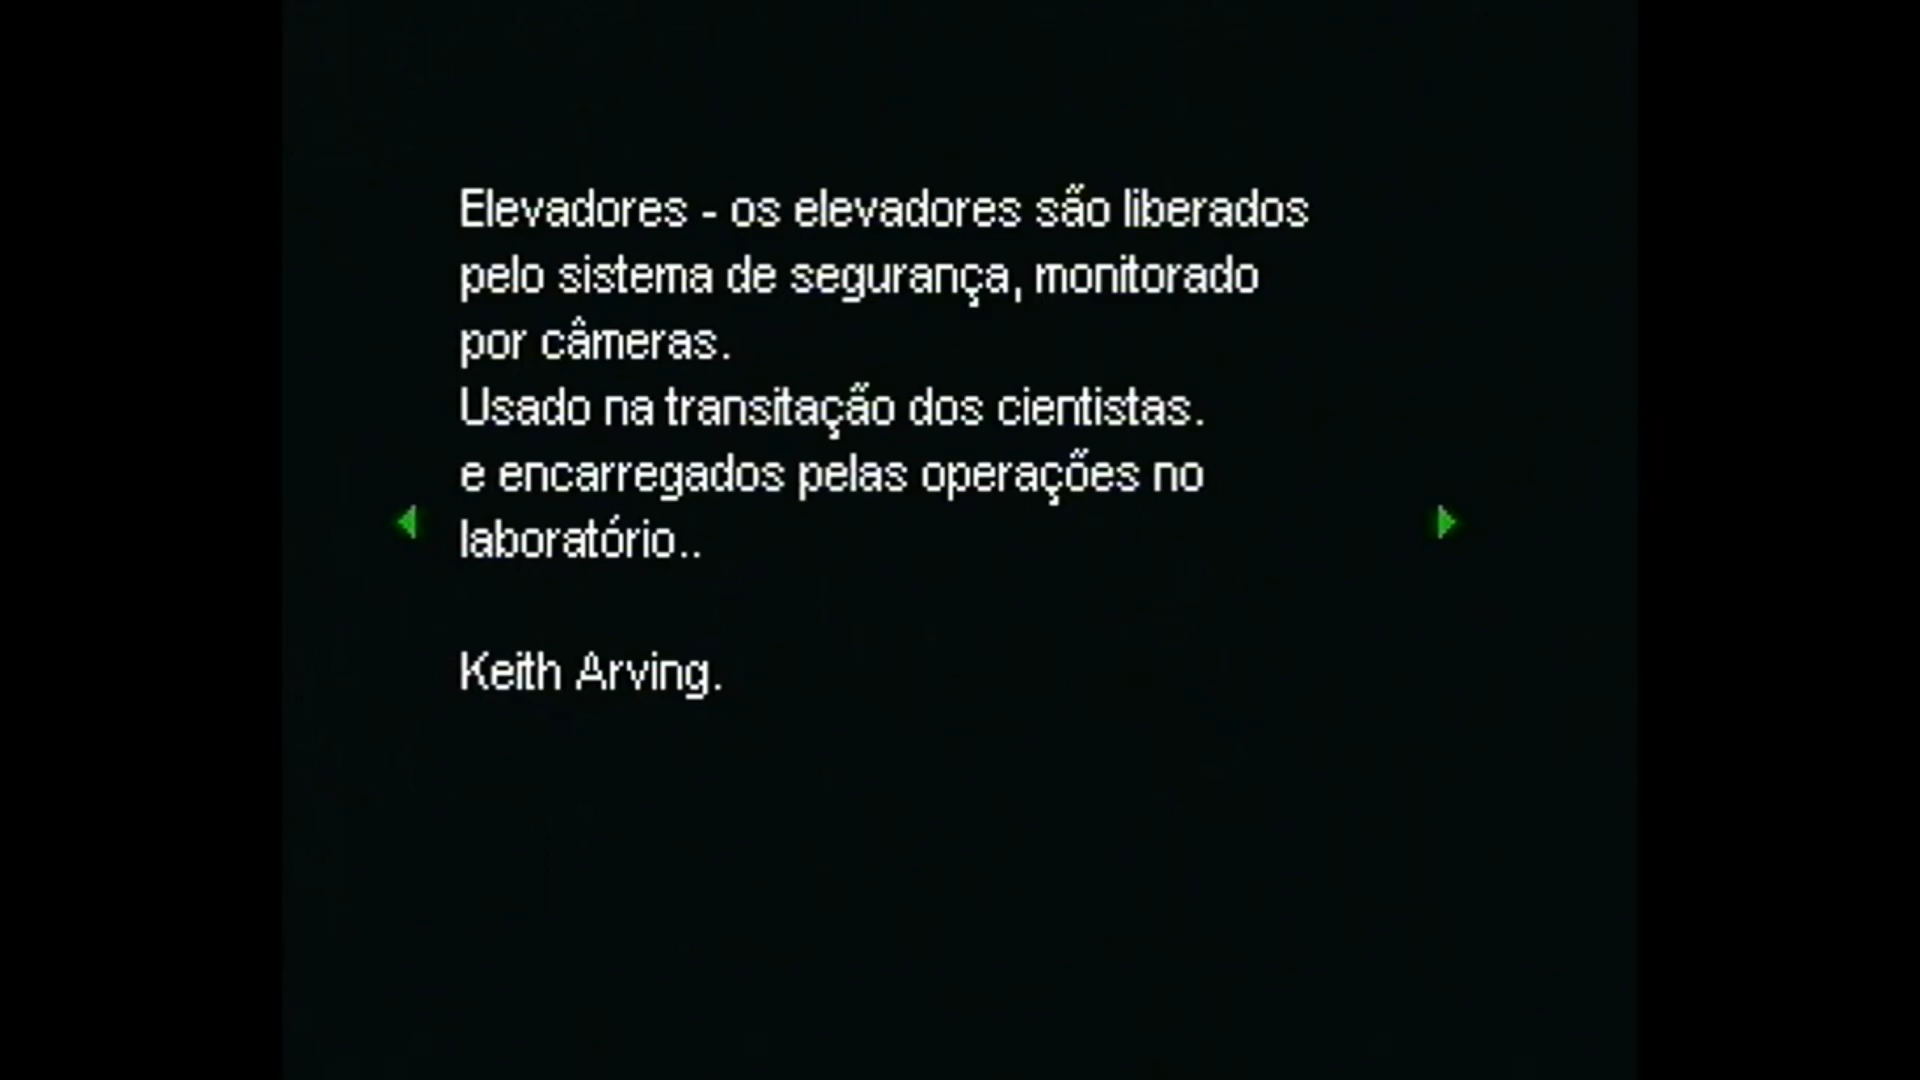 Elevadores - os elevadores são liberados
pelo sistema de segurança, monitorado
por câmeras.
Usado na transitação dos cientistas.
e encarregados pelas operações no
laboratório..
Keith Arving.